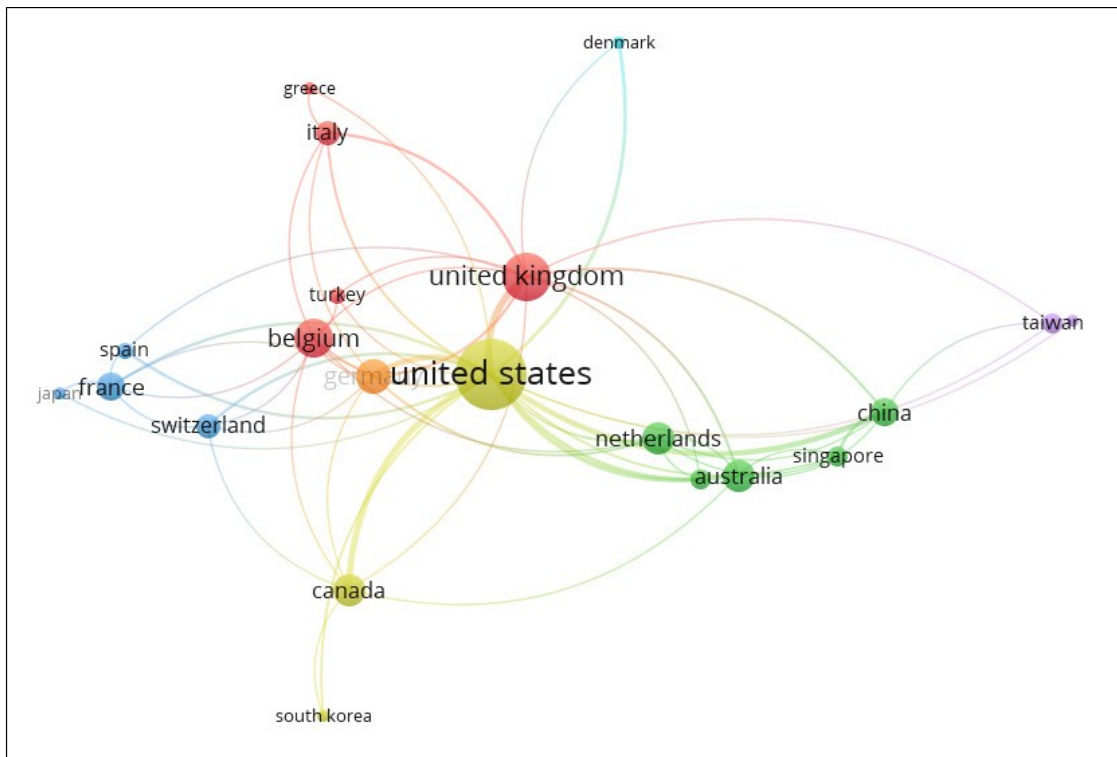 denmark
greece
italy
united kingdom
turkey
taiwan
belgium
spain
germany
united states
japan
france
china
switzerland
netherlands
singapore
australia
canada
south korea